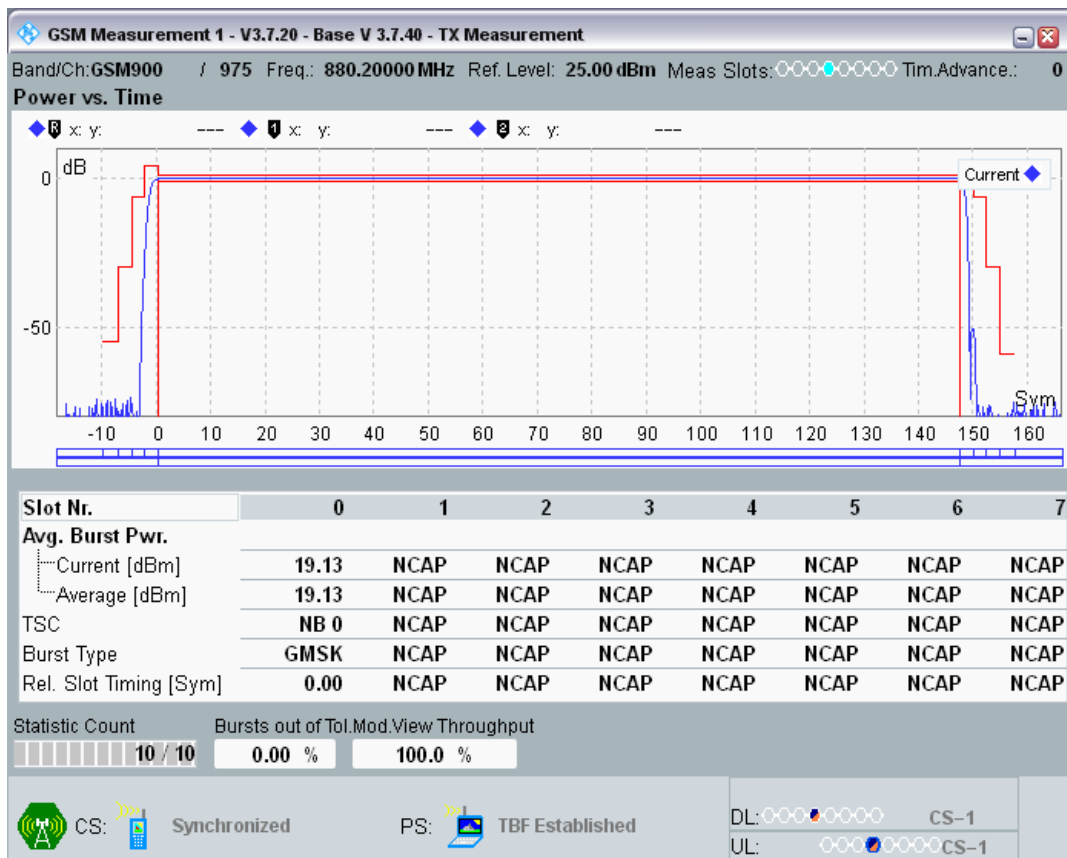 GSM Measurement 1 - V3.7.20 - Base V 3.7.40 - TX Measurement
Band/Ch:GSM900 / 975 Freq.: 880.20000 MHz Ref. Level: 25.00 dBm Meas Slots: Tim.Advance.: 0
Power vs. Time
R x: y: --- 1 x: y: --- 2 x: y: ---
dB
Current
0
-50
Sym
-10 0 10 20 30 40 50 60 70 80 90 100 110 120 130 140 150 160
Slot Nr. 0 1 2 3 4 5 6 7
Avg. Burst Pwr.
Current [dBm] 19.13 NCAP NCAP NCAP NCAP NCAP NCAP NCAP
Average [dBm] 19.13 NCAP NCAP NCAP NCAP NCAP NCAP NCAP
TSC NB 0 NCAP NCAP NCAP NCAP NCAP NCAP NCAP
Burst Type GMSK NCAP NCAP NCAP NCAP NCAP NCAP NCAP
Rel. Slot Timing [Sym] 0.00 NCAP NCAP NCAP NCAP NCAP NCAP NCAP
Statistic Count Bursts out of Tol.Mod.View Throughput
10 / 10 0.00 % 100.0 %
CS: Synchronized PS: TBF Established
DL: CS-1
UL: CS-1